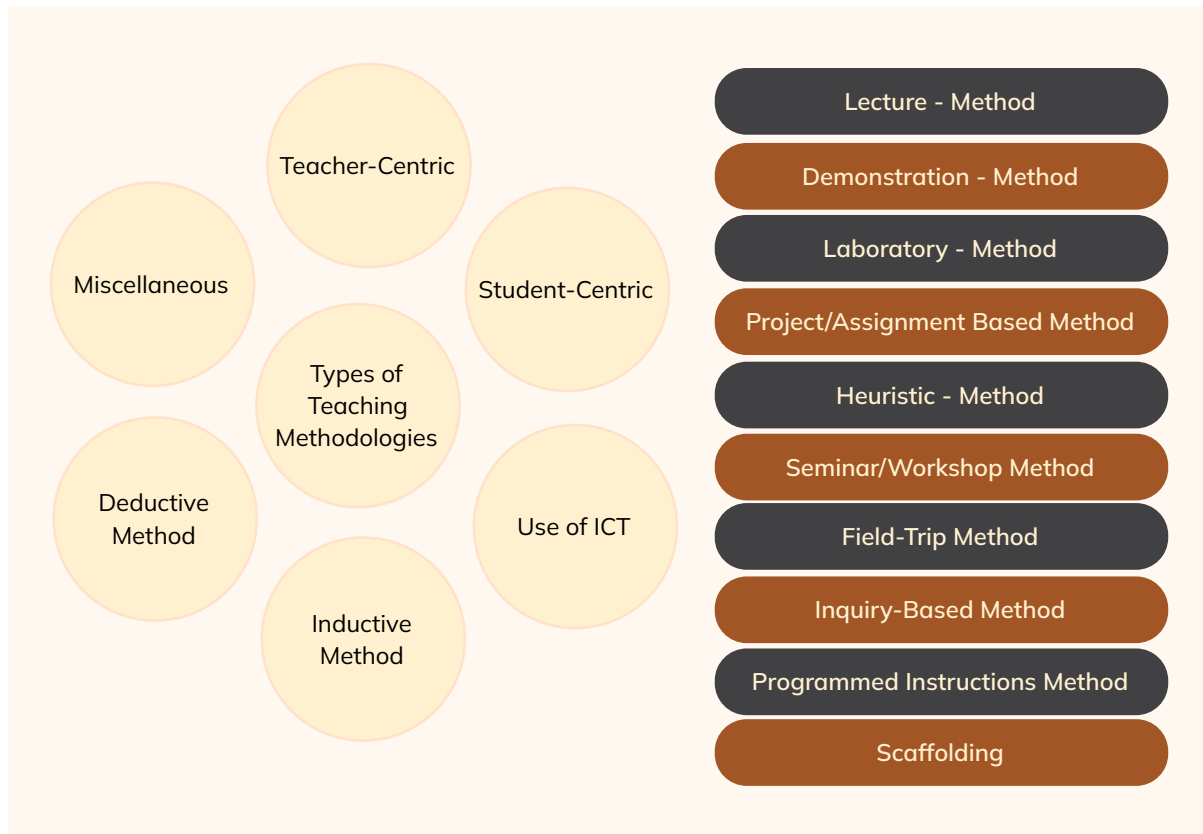 Teacher-Centric
Miscellaneous
Student-Centric
Types of
Teaching
Methodologies
Deductive
Method
Use of ICT
Inductive
Method
Lecture - Method
Demonstration - Method
Laboratory - Method
Project/Assignment Based Method
Heuristic - Method
Seminar/Workshop Method
Field-Trip Method
Inquiry-Based Method
Programmed Instructions Method
Scaffolding